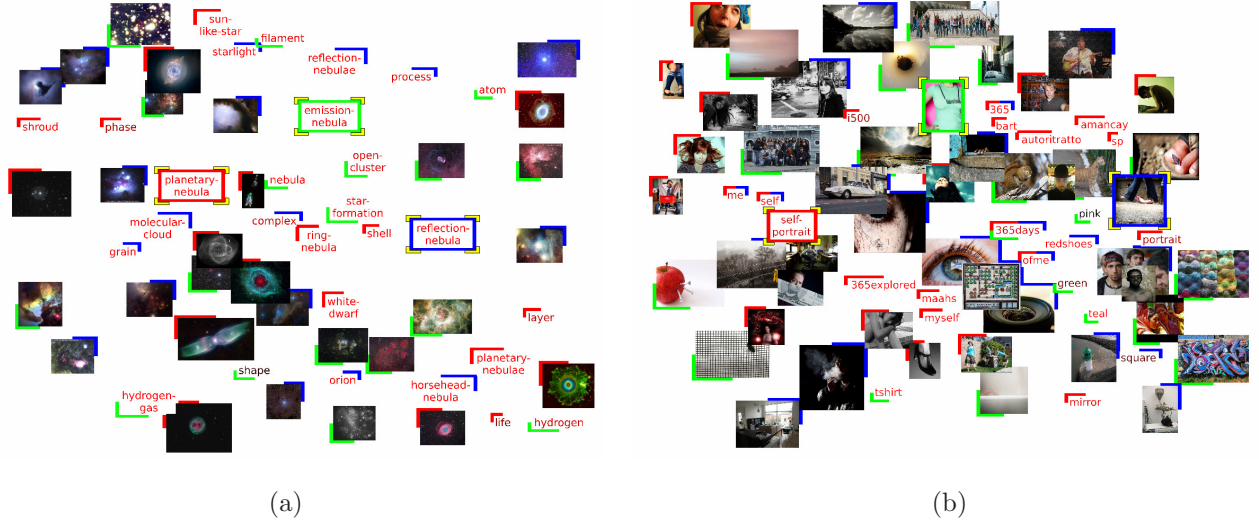 sun-
like-star
filament
starlight
reflection-
nebulae
process
atom
emission-
nebula
shroud
phase
open-
cluster
planetary-
nebula
nebula
star-
formation
molecular-
cloud
complex
ring-
nebula
shell
reflection-
nebula
grain
white-
dwarf
layer
shape
planetary-
nebulae
orion
horsehead-
nebula
hydrogen-
gas
life
hydrogen
(a)
i500
365
bart
amancay
autoritratto
sp
me
self
self-
portrait
pink
365days
redshoes
portrait
ofme
365explored
green
maahs
myself
teal
square
tshirt
mirror
(b)